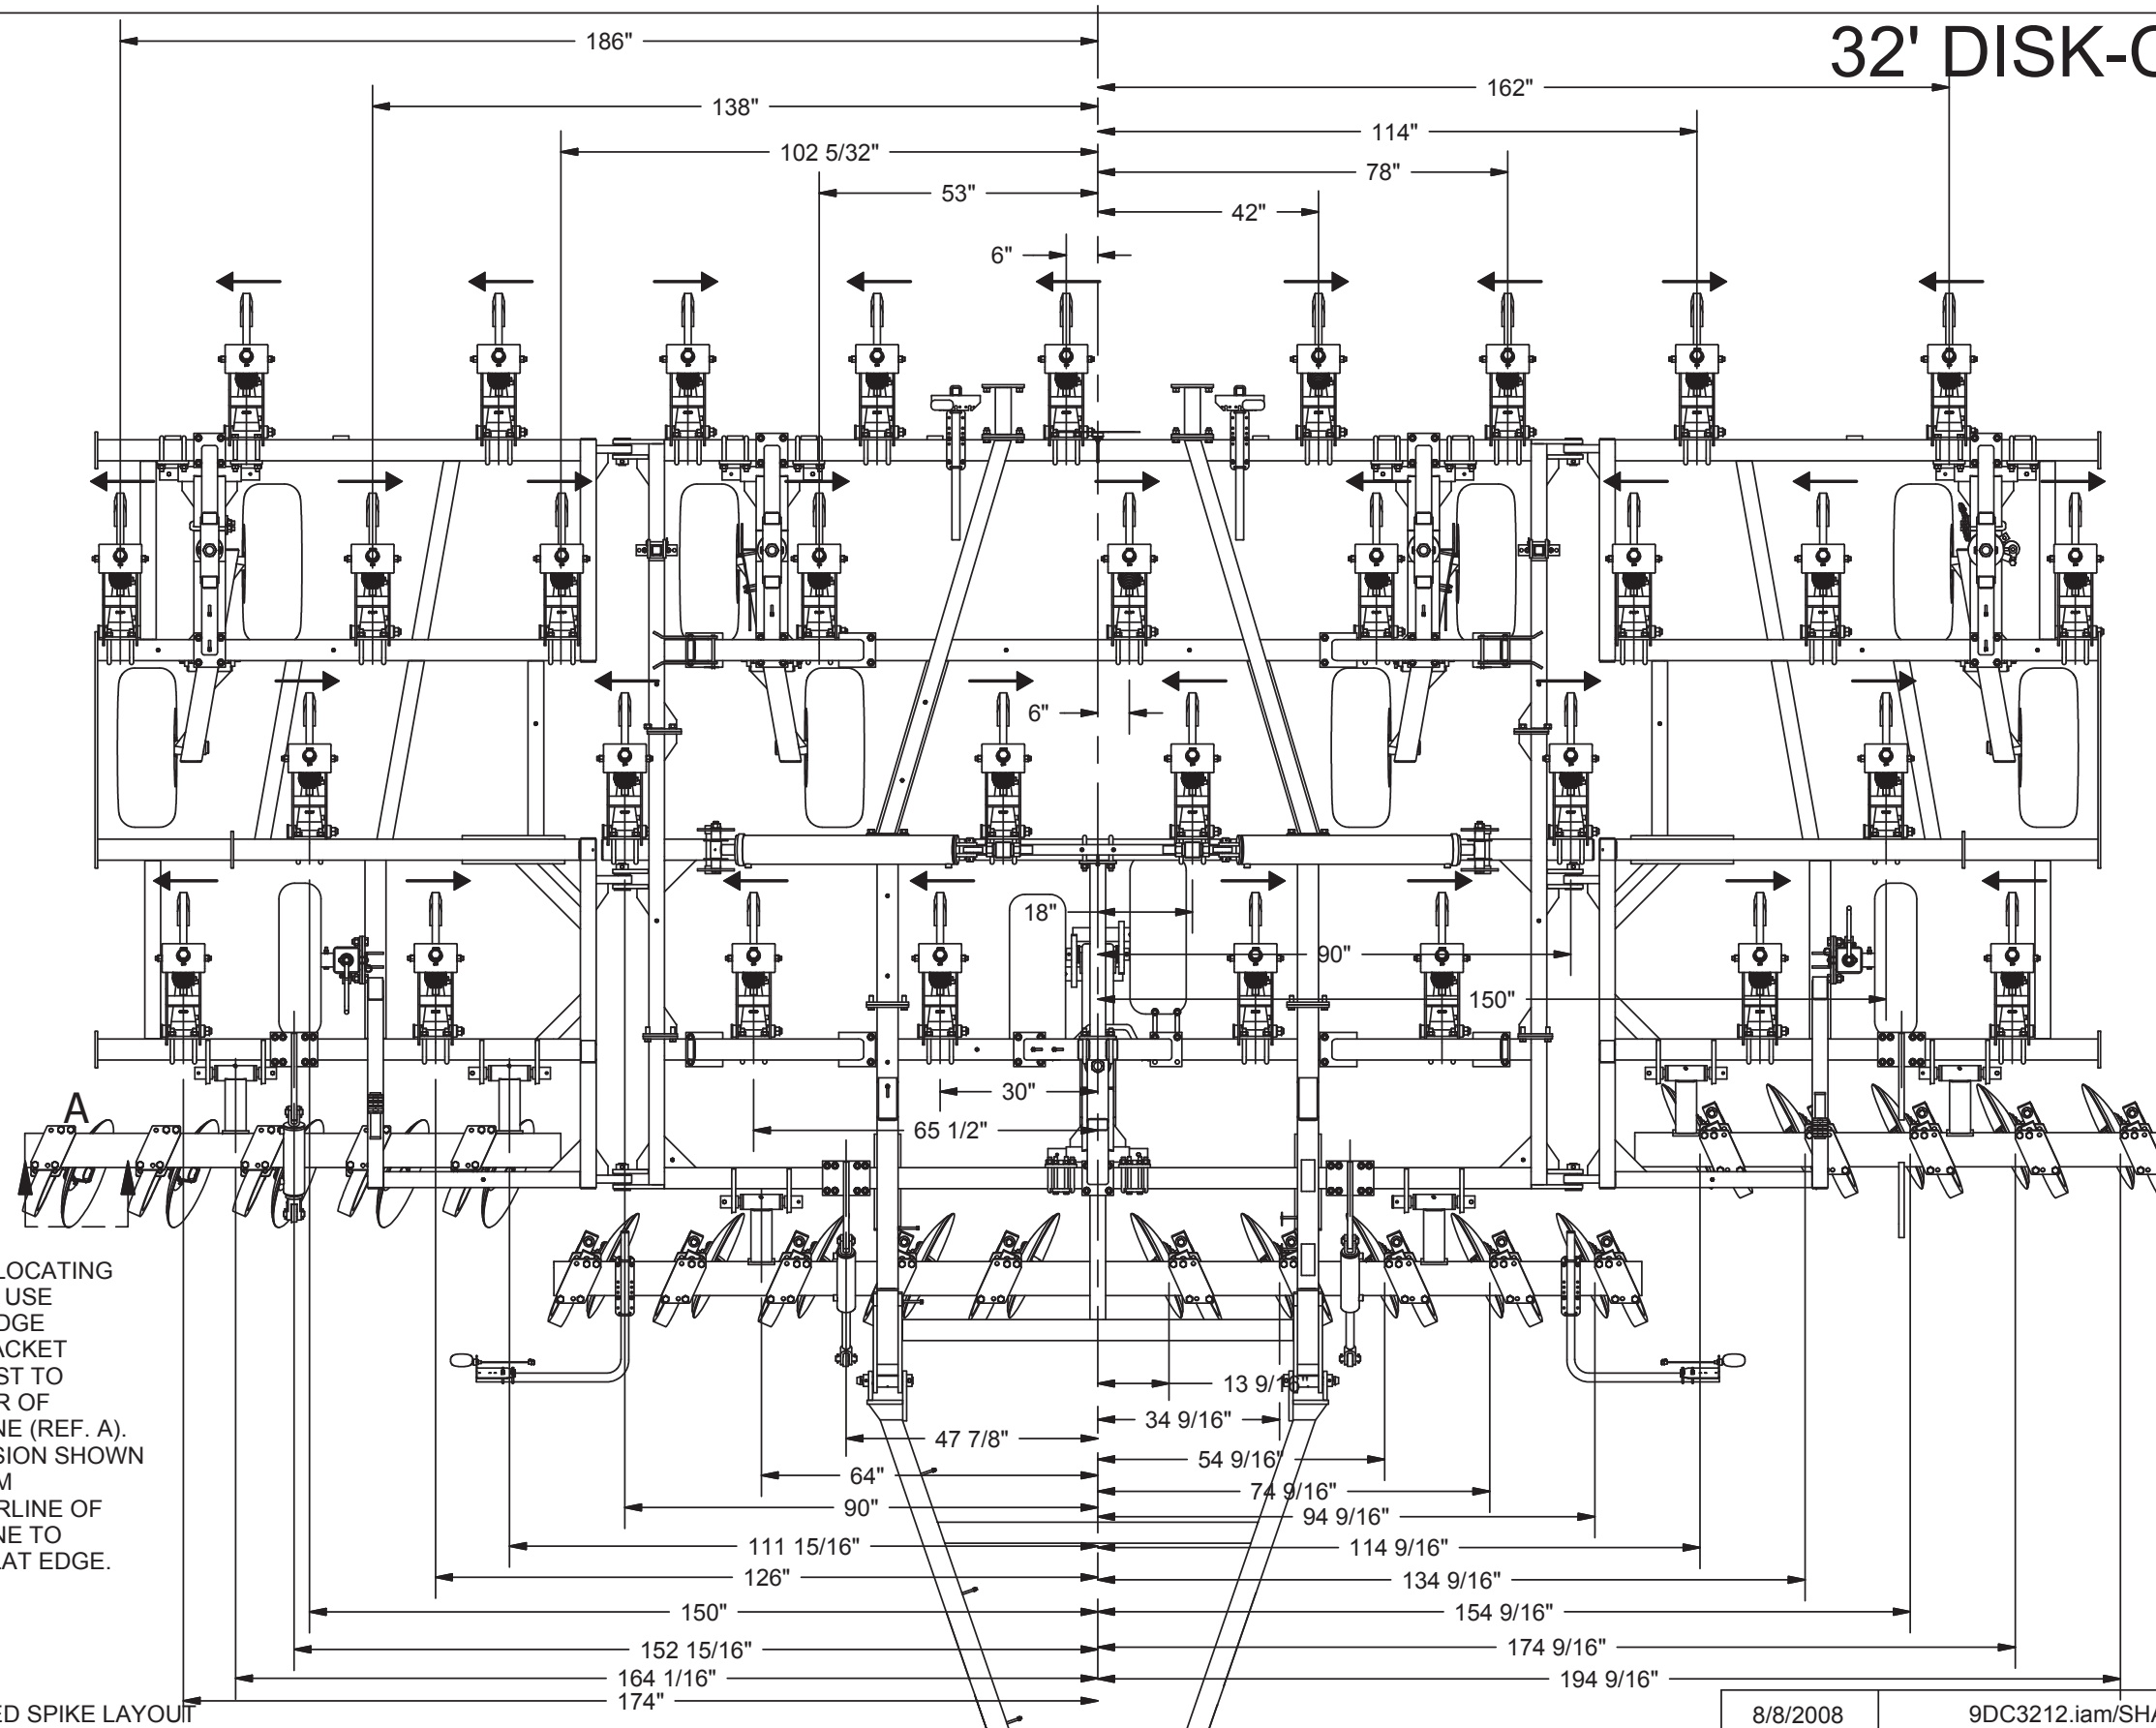 32' DISK-C
186"
162"
138"
114"
102 5/32"
78"
53"
42"
6"
6"
18"
90"
150"
30"
65 1/2"
A
LOCATING
USE
DGE
ACKET
ST TO
R OF
NE (REF. A).
SION SHOWN
M
RLINE OF
NE TO
LAT EDGE.
13 9/16"
34 9/16"
47 7/8"
54 9/16"
64"
74 9/16"
90"
94 9/16"
111 15/16"
114 9/16"
126"
134 9/16"
150"
154 9/16"
152 15/16"
174 9/16"
164 1/16"
194 9/16"
174"
ED SPIKE LAYOUT
8/8/2008
9DC3212.iam/SHA